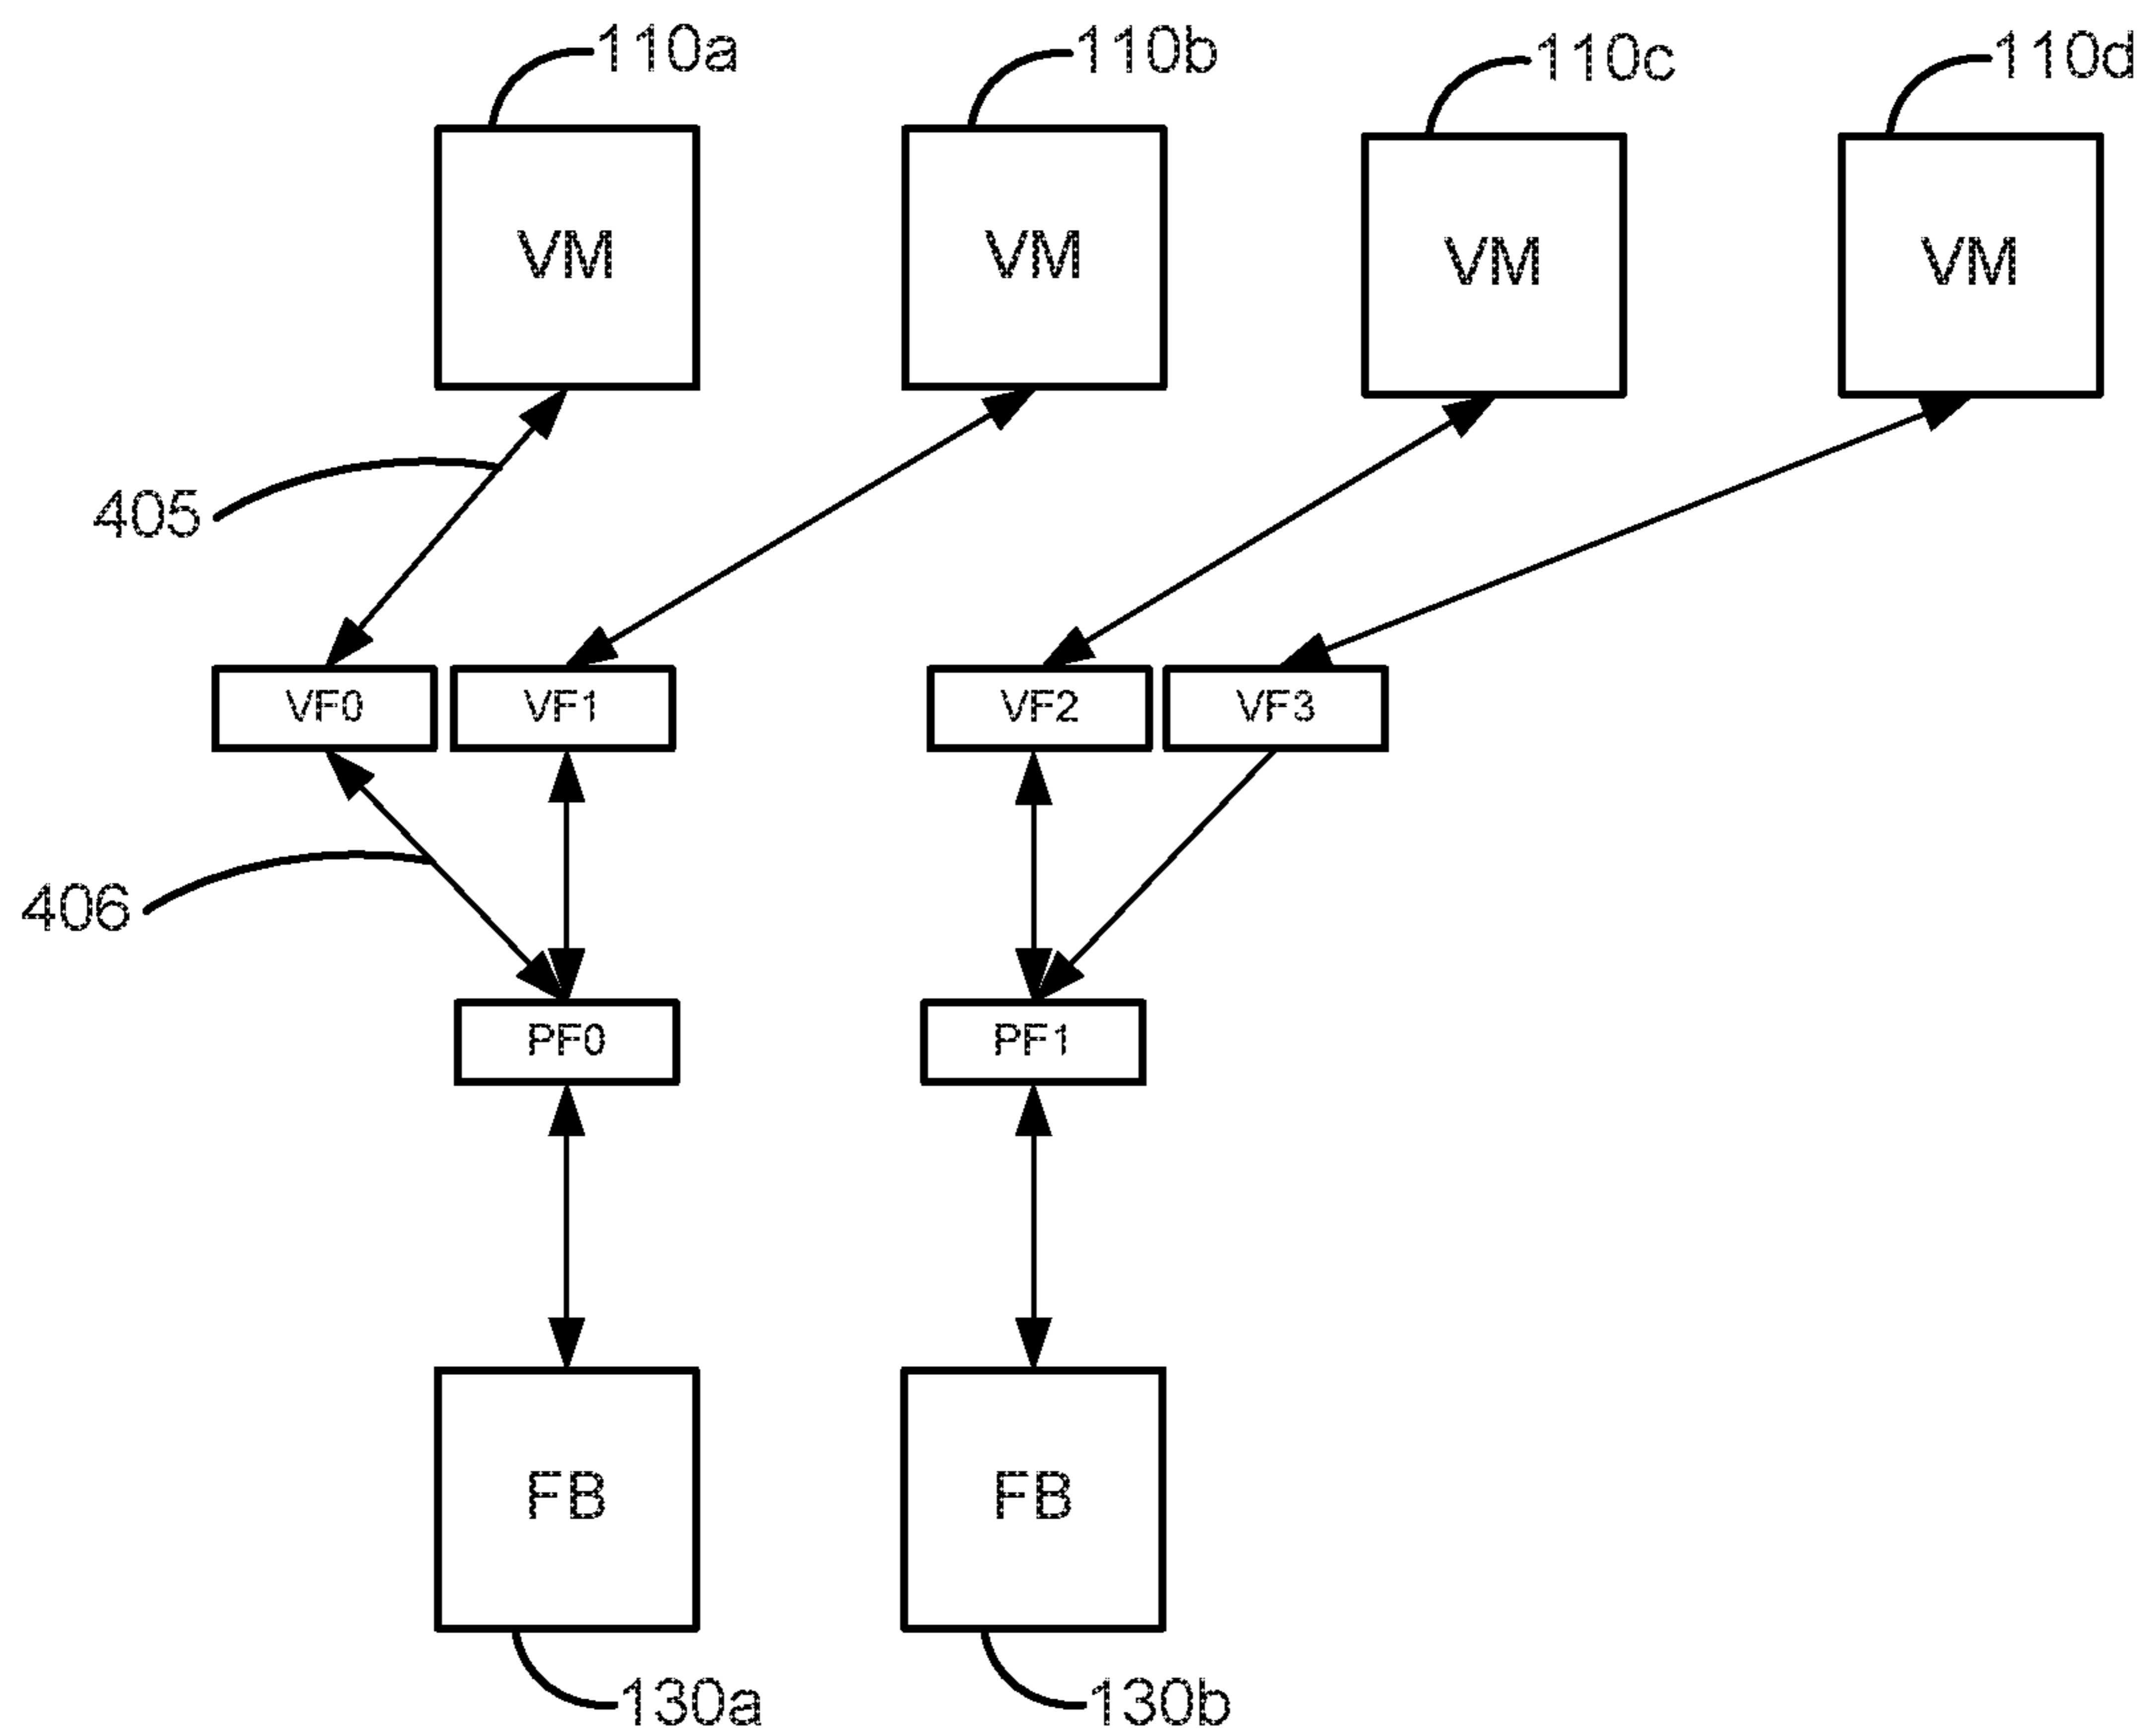 110a
110b
110c
110d
VM
VM
VM
VM
405
VF0
VF1
VF2
VF3
406
PF0
PF1
FB
FB
130a
130b